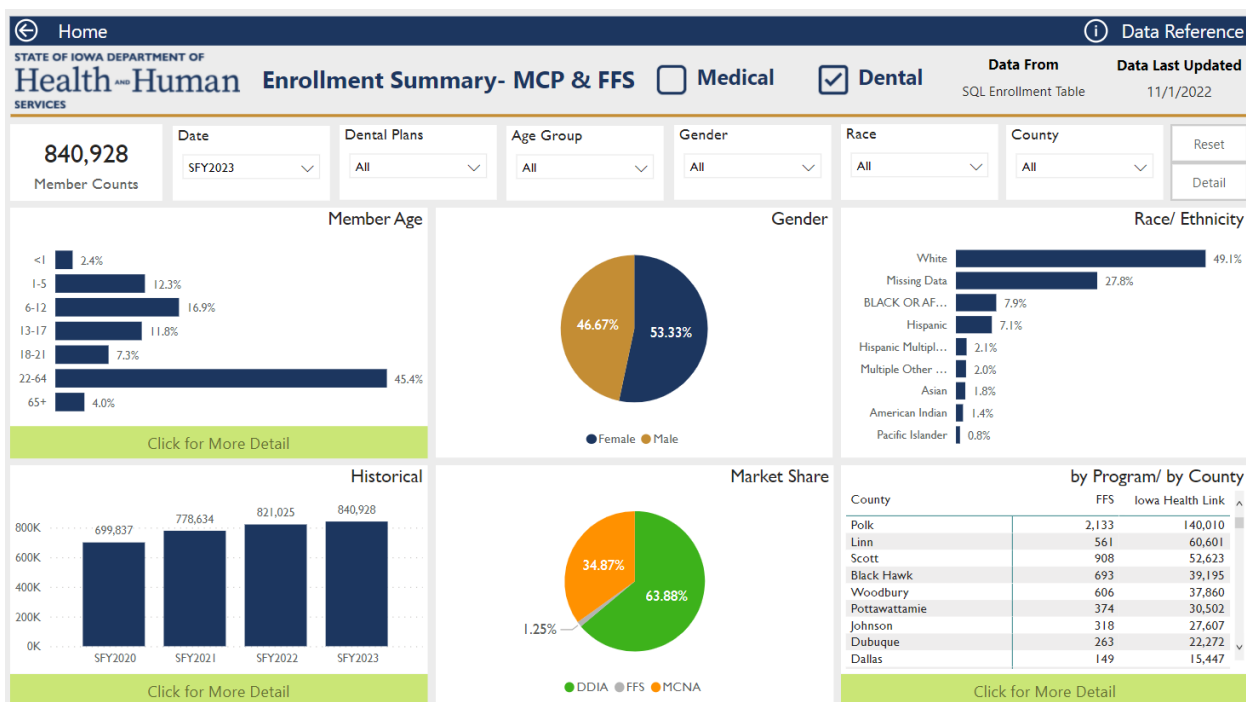 Home
Data Reference
STATE OF IOWA DEPARTMENT OF
Health AND Human
SERVICES
Enrollment Summary- MCP & FFS
Medical
Dental
Data From
SQL Enrollment Table
Data Last Updated
11/1/2022
840,928
Member Counts
Date
SFY2023
Dental Plans
All
Age Group
All
Gender
All
Race
All
County
All
Reset
Detail
Member Age
<1 2.4%
1-5 12.3%
6-12 16.9%
13-17 11.8%
18-21 7.3%
22-64 45.4%
65+ 4.0%
Click for More Detail
Gender
46.67% 53.33%
Female Male
Race/ Ethnicity
White 49.1%
Missing Data 27.8%
BLACK OR AF... 7.9%
Hispanic 7.1%
Hispanic Multipl... 2.1%
Multiple Other ... 2.0%
Asian 1.8%
American Indian 1.4%
Pacific Islander 0.8%
Historical
800K
600K
400K
200K
0K
699,837 778,634 821,025 840,928
SFY2020 SFY2021 SFY2022 SFY2023
Click for More Detail
Market Share
34.87%
63.88%
1.25%
DDIA FFS MCNA
by Program/ by County
County FFS Iowa Health Link
Polk 2,133 140,010
Linn 561 60,601
Scott 908 52,623
Black Hawk 693 39,195
Woodbury 606 37,860
Pottawattamie 374 30,502
Johnson 318 27,607
Dubuque 263 22,272
Dallas 149 15,447
Click for More Detail